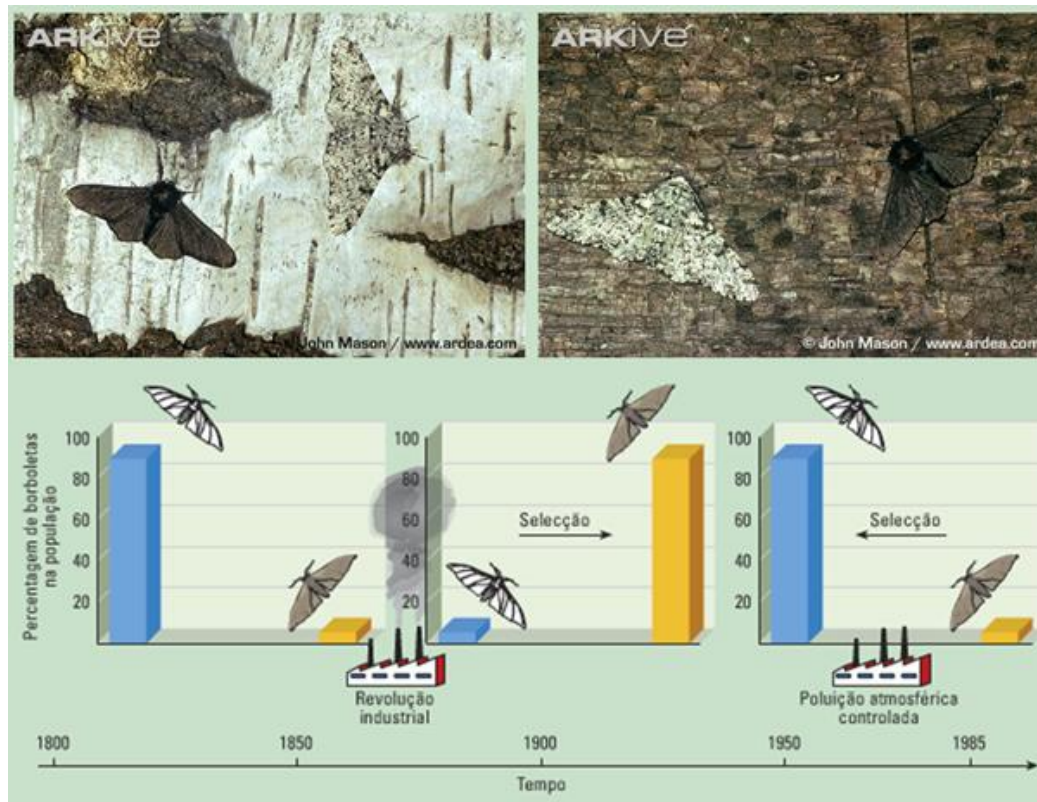 ARKive
ARKive
John Mason / www.ardea.com
© John Mason / www.ardea.com
Percentagem de borboletas
na população
100
80
60
40
20
100
80
60
40
20
100
80
60
40
20
Selecção
Selecção
Revolução
industrial
Poluição atmosférica
controlada
1800
1850
1900
1950
1985
Tempo